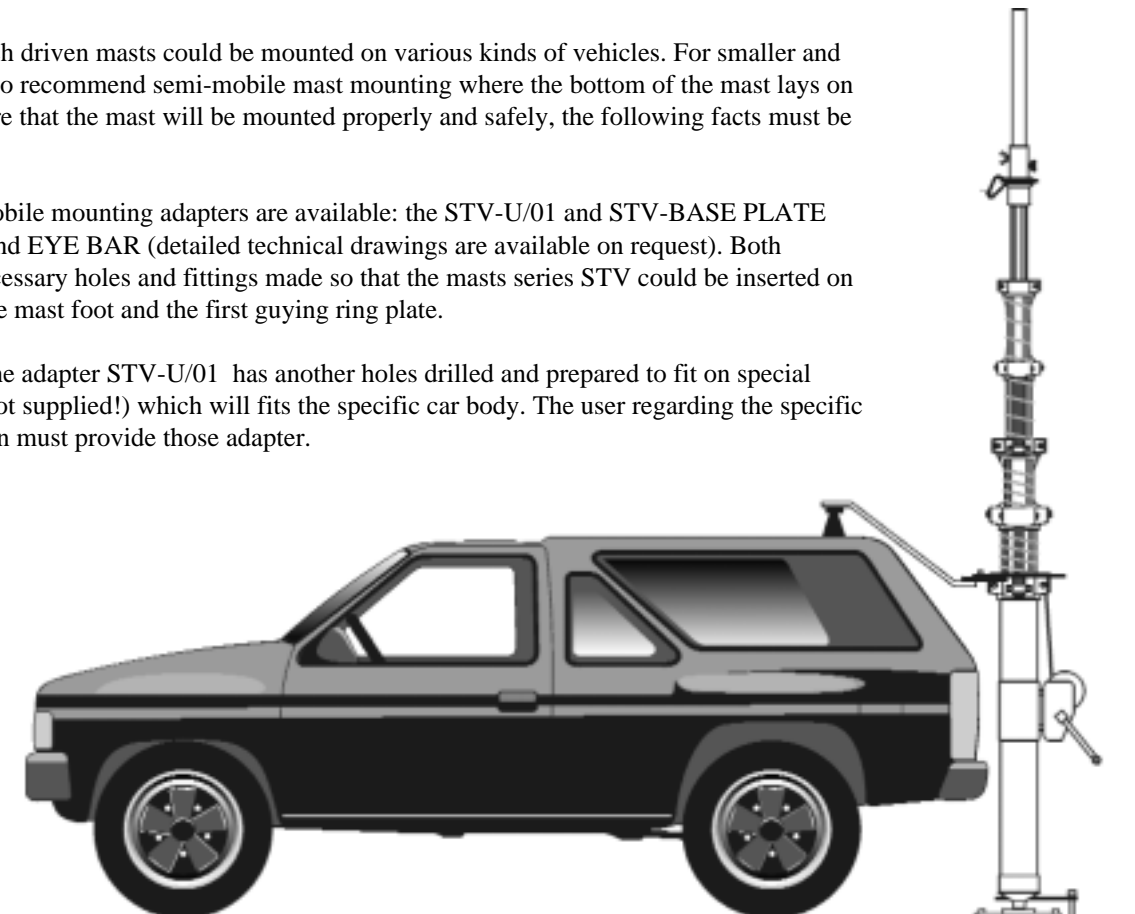 h driven masts could be mounted on various kinds of vehicles. For smaller and
o recommend semi-mobile mast mounting where the bottom of the mast lays on
re that the mast will be mounted properly and safely, the following facts must be
obile mounting adapters are available: the STV-U/01 and STV-BASE PLATE
nd EYE BAR (detailed technical drawings are available on request). Both
cessary holes and fittings made so that the masts series STV could be inserted on
e mast foot and the first guying ring plate.
ne adapter STV-U/01 has another holes drilled and prepared to fit on special
ot supplied!) which will fits the specific car body. The user regarding the specific
n must provide those adapter.